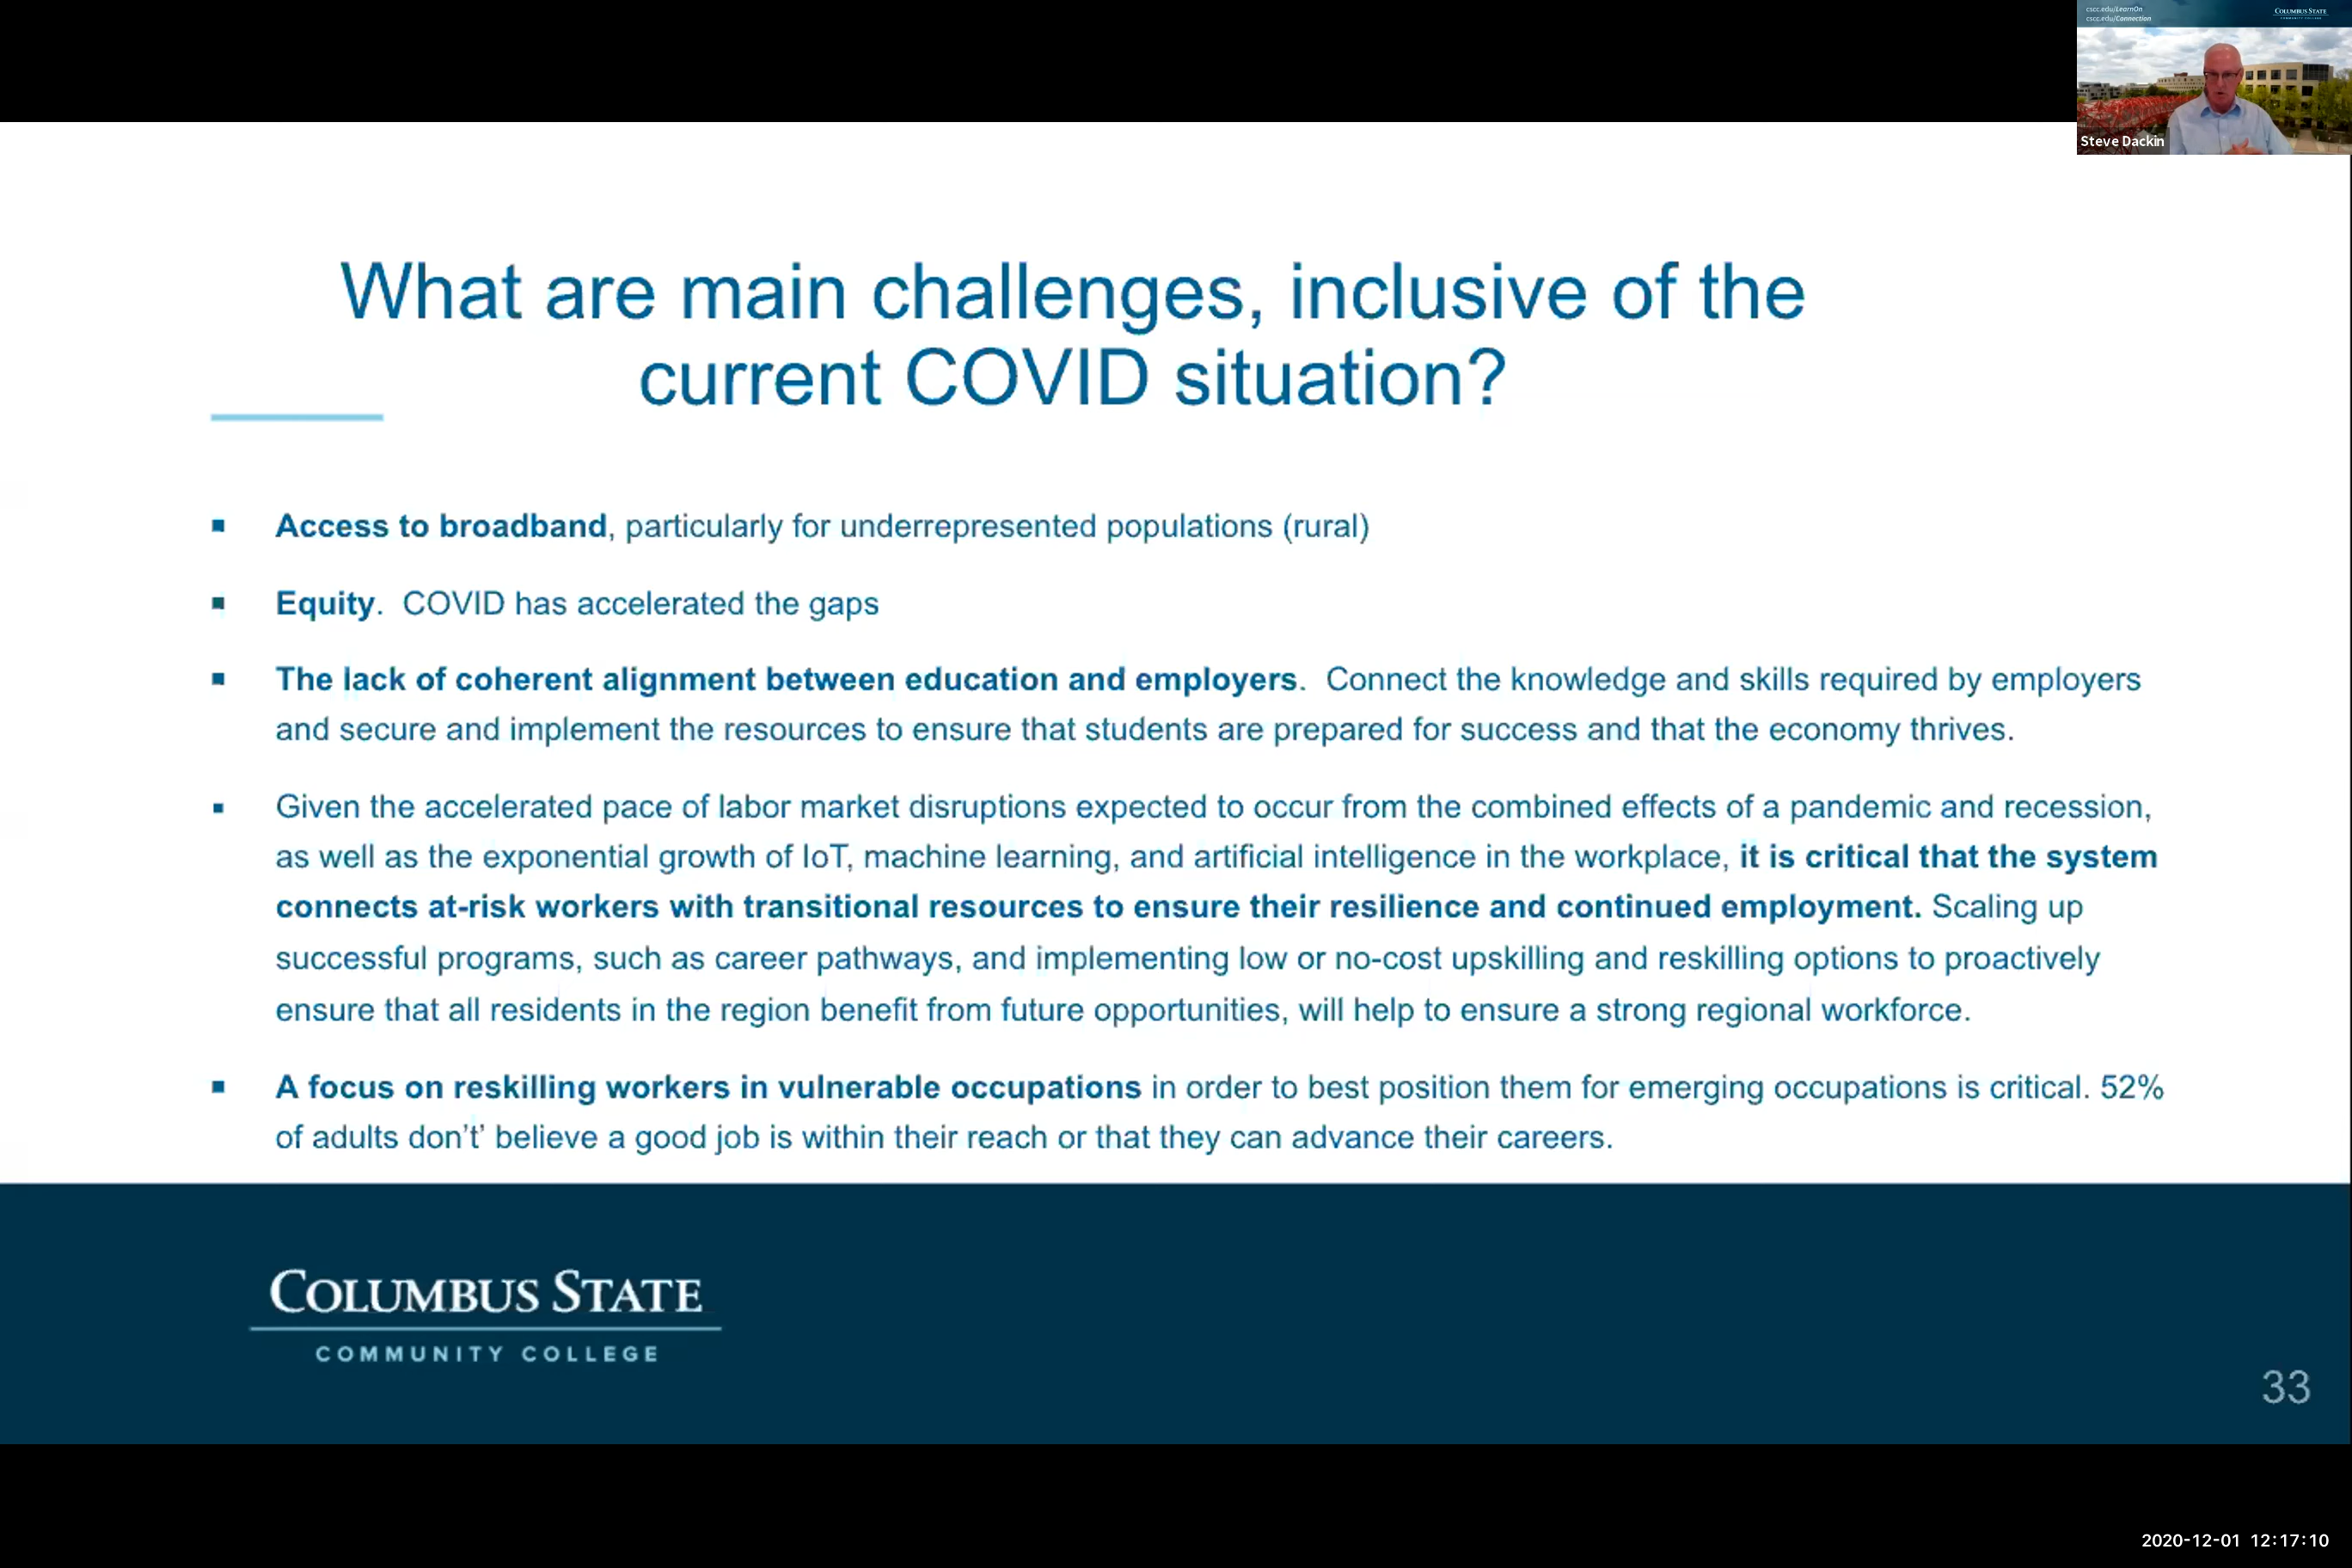 cscc.edu/LearnOn
cscc.edu/Connection
COLUMBUS STATE
COMMUNITY COLLEGE
Steve Dackin
What are main challenges, inclusive of the
current COVID situation?
▪ Access to broadband, particularly for underrepresented populations (rural)
▪ Equity.  COVID has accelerated the gaps
▪ The lack of coherent alignment between education and employers.  Connect the knowledge and skills required by employers
and secure and implement the resources to ensure that students are prepared for success and that the economy thrives.
▪ Given the accelerated pace of labor market disruptions expected to occur from the combined effects of a pandemic and recession,
as well as the exponential growth of IoT, machine learning, and artificial intelligence in the workplace, it is critical that the system
connects at-risk workers with transitional resources to ensure their resilience and continued employment. Scaling up
successful programs, such as career pathways, and implementing low or no-cost upskilling and reskilling options to proactively
ensure that all residents in the region benefit from future opportunities, will help to ensure a strong regional workforce.
▪ A focus on reskilling workers in vulnerable occupations in order to best position them for emerging occupations is critical. 52%
of adults don’t’ believe a good job is within their reach or that they can advance their careers.
COLUMBUS STATE
COMMUNITY COLLEGE
33
2020-12-01 12:17:10